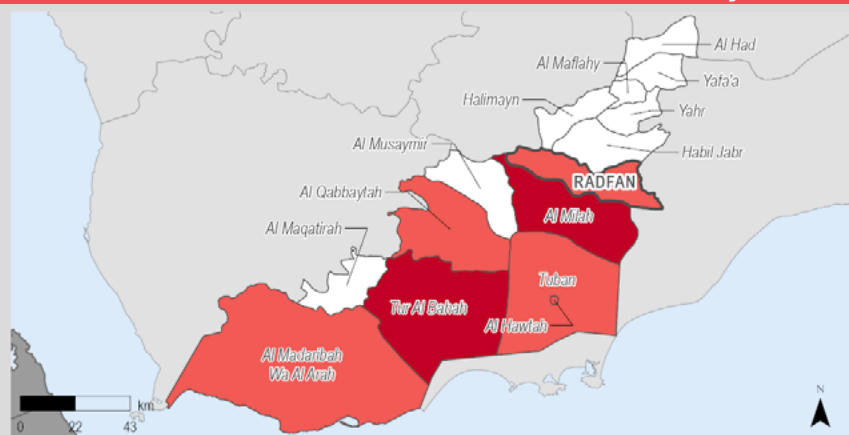 Al Had
Al Maflahy
Yafa'a
Halimayn
Yahr
Al Musaymir
Habil Jabr
RADFAN
Al Qabbaytah
Al Milah
Al Maqatirah
Tuban
Tur Al Bahah
Al Hawtah
Al Madaribah
Wa Al Arah
km
0 22 43
N